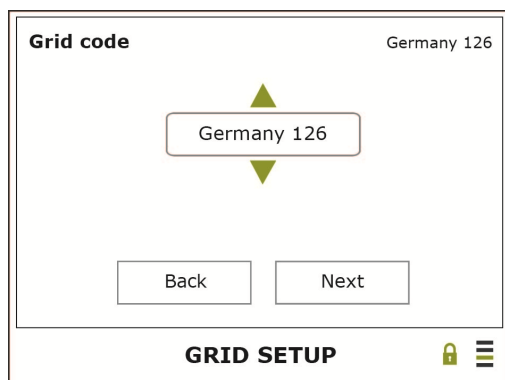 Grid code
Germany 126
Germany 126
Back
Next
GRID SETUP